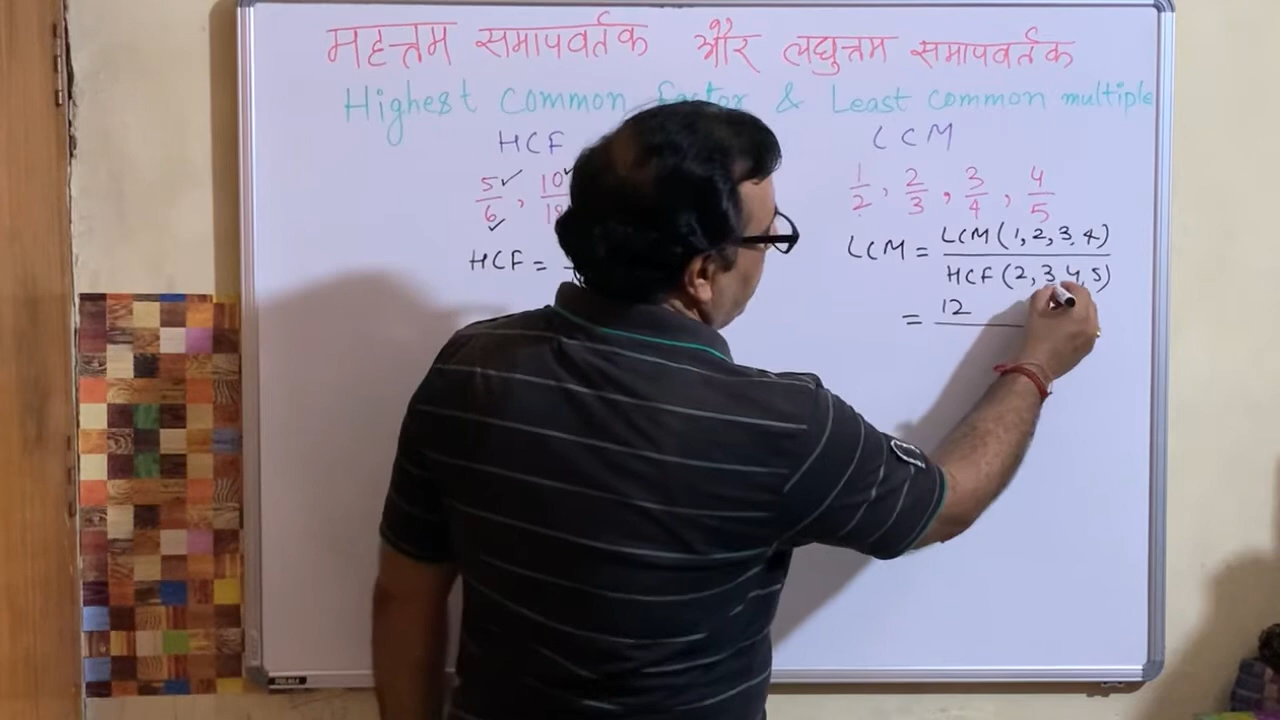 महत्तम समापवर्तक और लघुत्तम समापवर्तक
Highest common factor & Least common multiple
HCF
5/6, 10/18
HCF =
LCM
1/2, 2/3, 3/4, 4/5
LCM = LCM(1,2,3,4)
HCF(2,3,4,5)
= 12